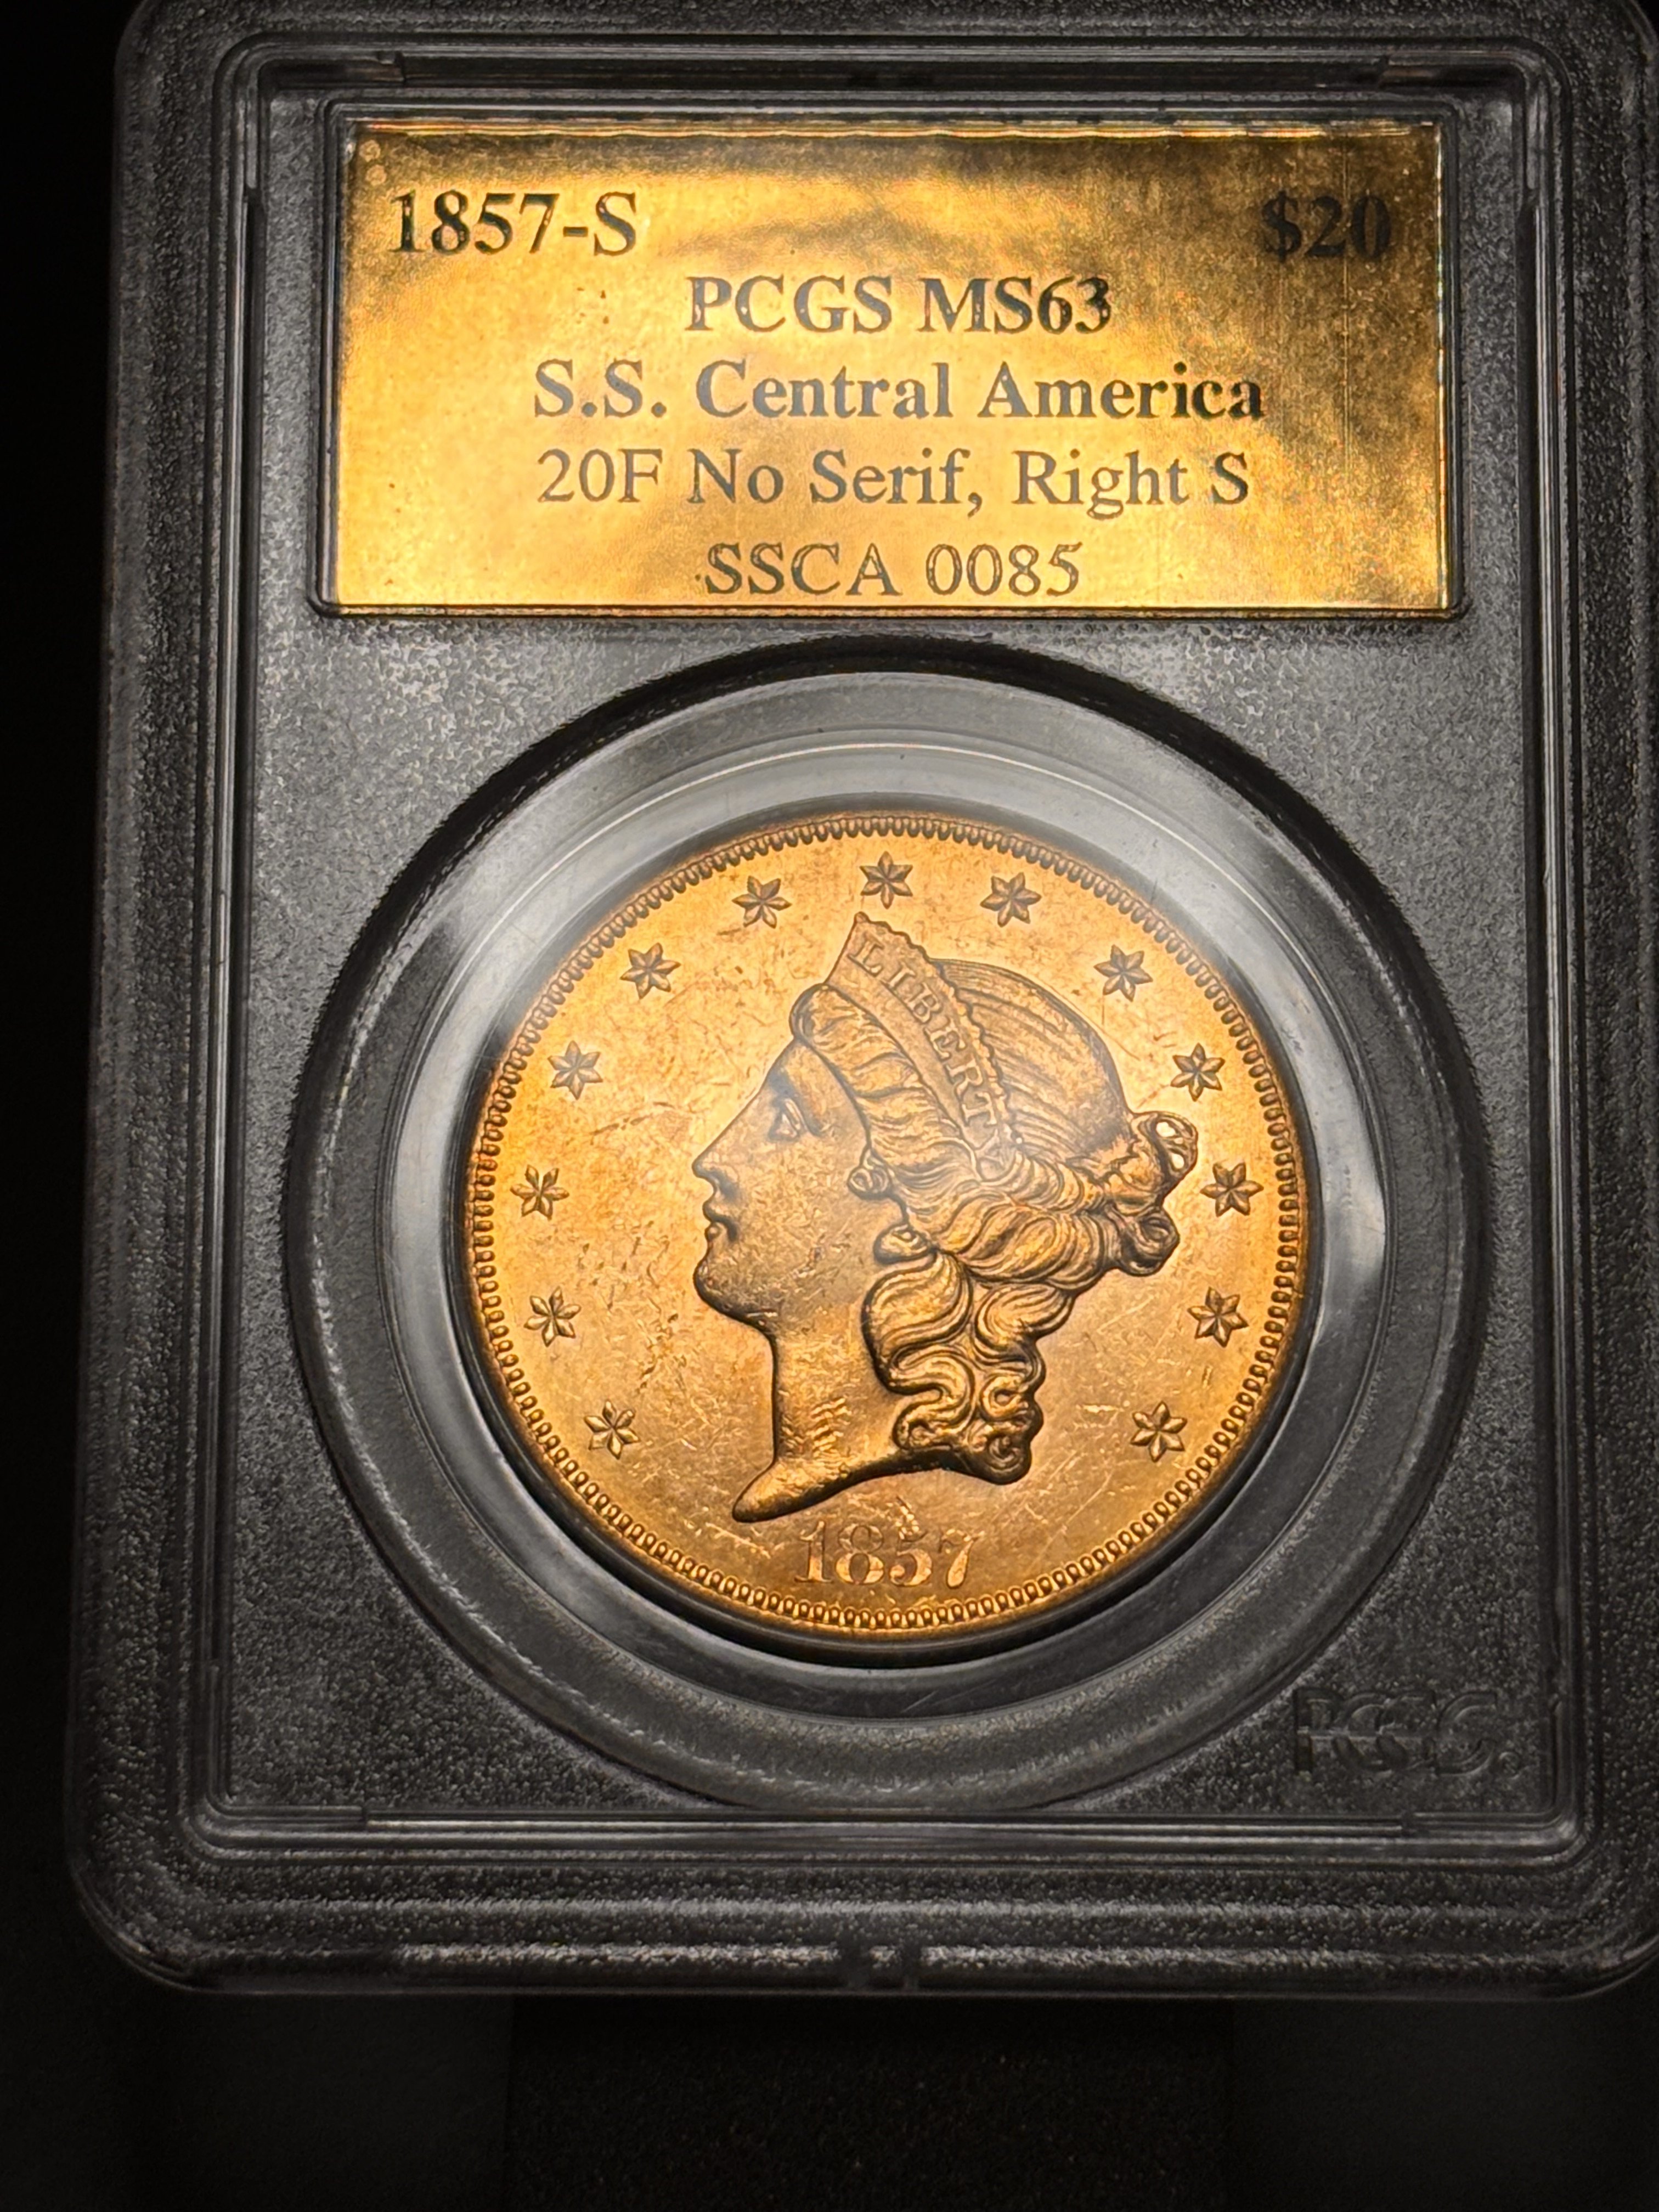 1857-S $20
PCGS MS63
S.S. Central America
20F No Serif, Right S
SSCA 0085
LIBERTY
1857
PCGS